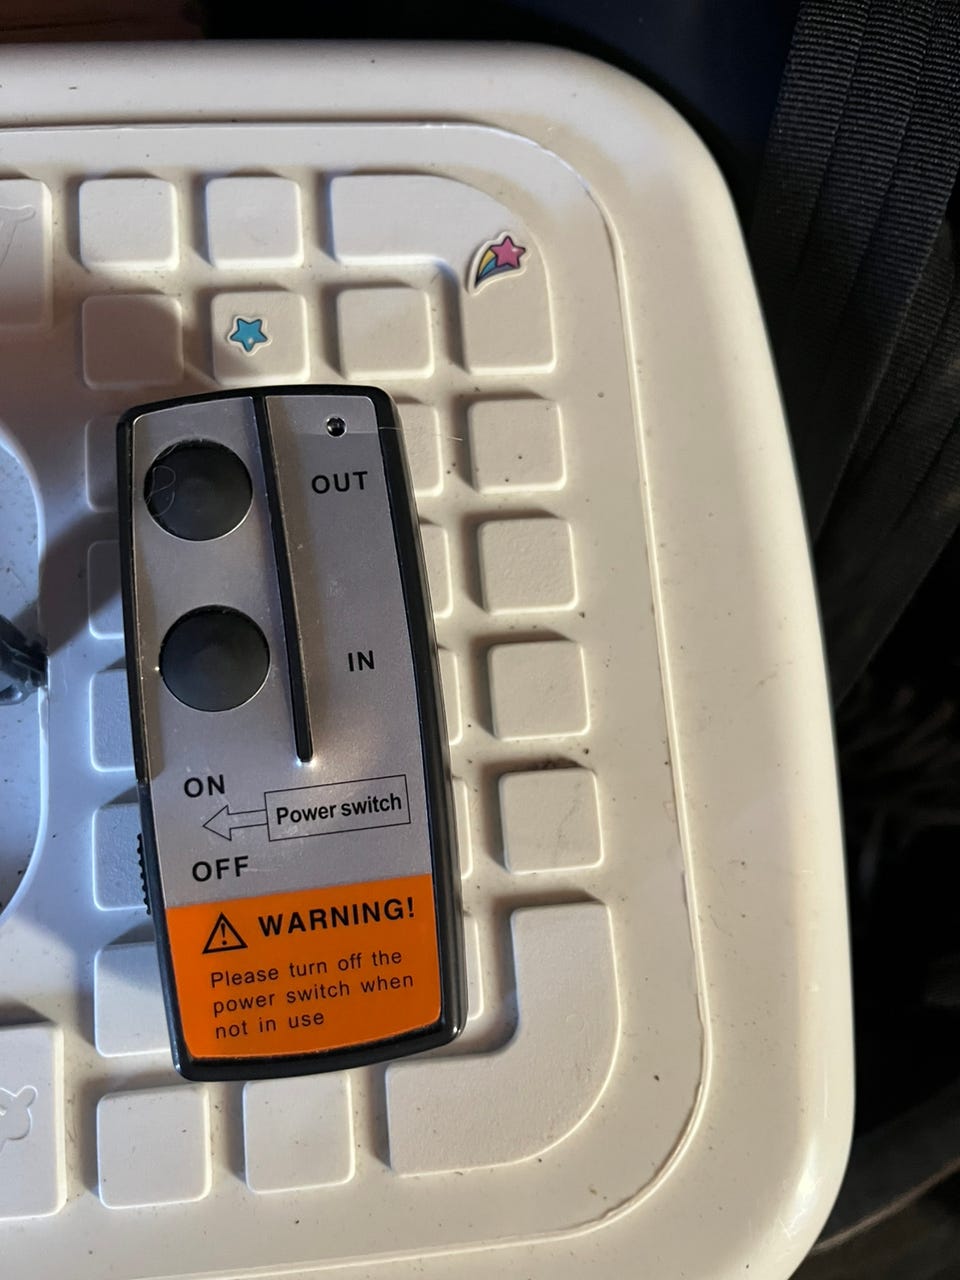 OUT
IN
ON
Power switch
OFF
WARNING!
Please turn off the
power switch when
not in use